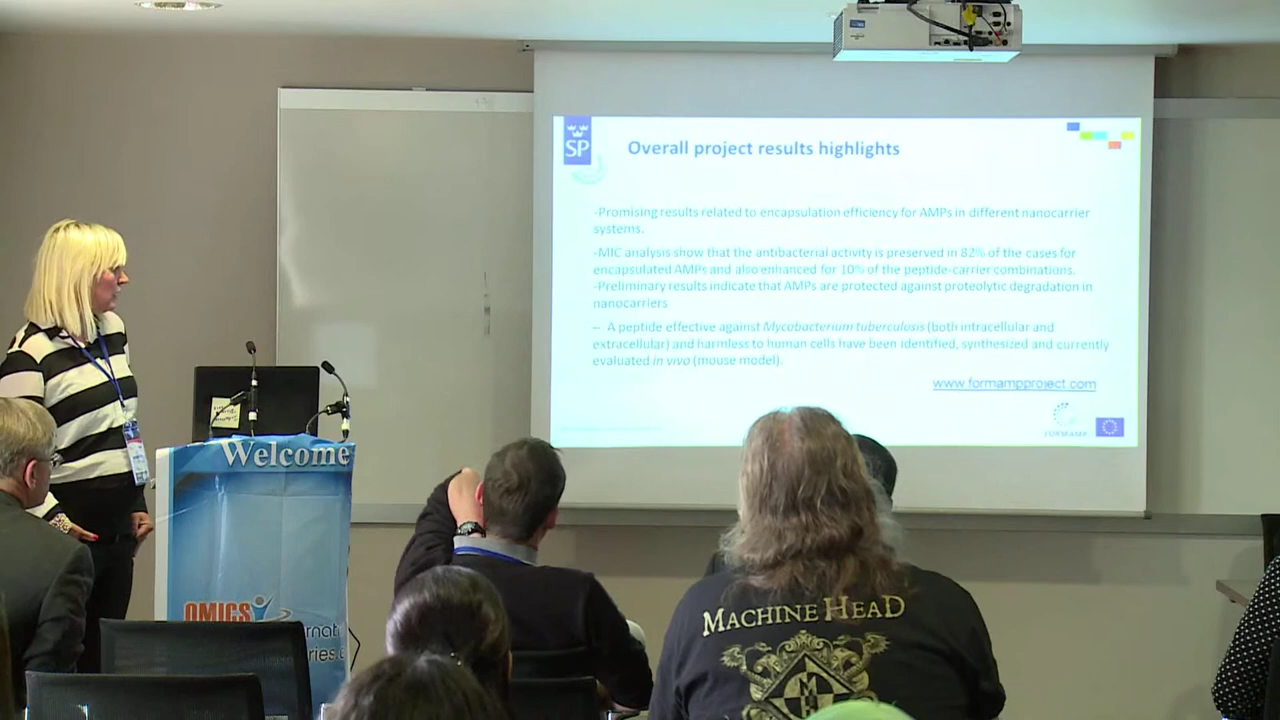 SP
Overall project results highlights
-Promising results related to encapsulation efficiency for AMPs in different nanocarrier
systems.
-MIC analysis show that the antibacterial activity is preserved in 82% of the cases for
encapsulated AMPs and also enhanced for 10% of the peptide-carrier combinations.
-Preliminary results indicate that AMPs are protected against proteolytic degradation in
nanocarriers
– A peptide effective against Mycobacterium tuberculosis (both intracellular and
extracellular) and harmless to human cells have been identified, synthesized and currently
evaluated in vivo (mouse model).
www.formampproject.com
FORMAMP
Welcome
OMICS
MACHINE HEAD